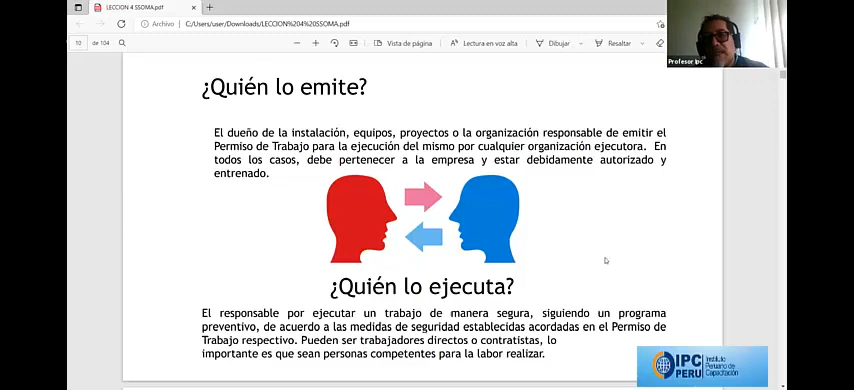 LECCION 4 SSOMA.pdf
Archivo
C:/Users/user/Downloads/LECCION%204%20SSOMA.pdf
10 de 104
Vista de página
Lectura en voz alta
Dibujar
Resaltar
Profesor Ipc
¿Quién lo emite?
El dueño de la instalación, equipos, proyectos o la organización responsable de emitir el
Permiso de Trabajo para la ejecución del mismo por cualquier organización ejecutora. En
todos los casos, debe pertenecer a la empresa y estar debidamente autorizado y
entrenado.
¿Quién lo ejecuta?
El responsable por ejecutar un trabajo de manera segura, siguiendo un programa
preventivo, de acuerdo a las medidas de seguridad establecidas acordadas en el Permiso de
Trabajo respectivo. Pueden ser trabajadores directos o contratistas, lo
importante es que sean personas competentes para la labor realizar.
IPC
PERU
Instituto
Peruano de
Capacitación